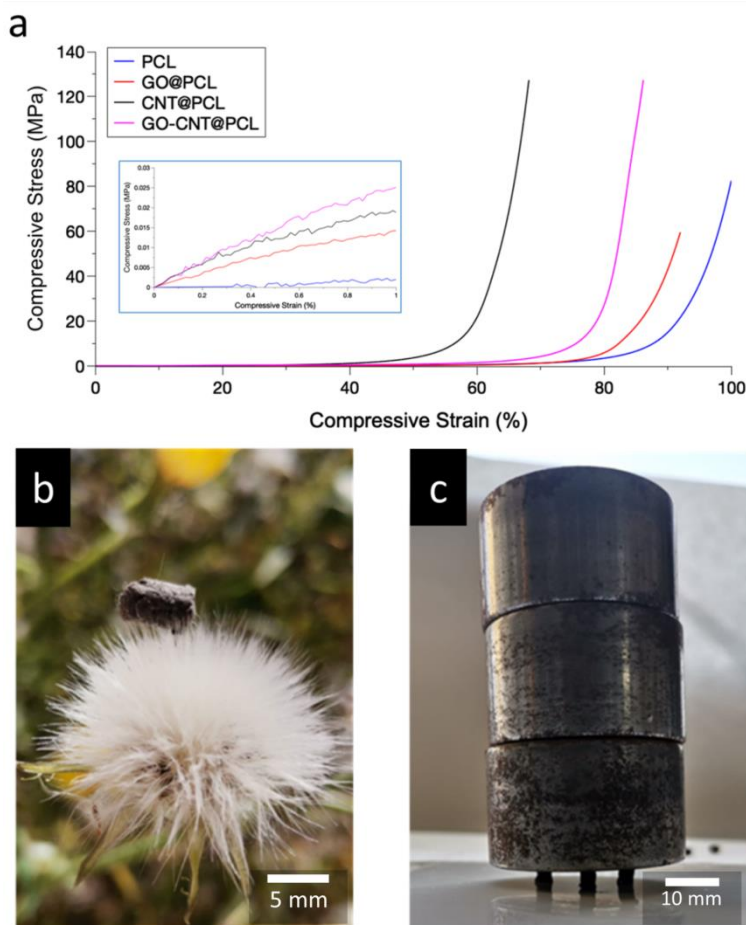 a
140
120
100
80
60
40
20
0
Compressive Stress (MPa)
PCL
GO@PCL
CNT@PCL
GO-CNT@PCL
0.03
0.025
0.02
0.015
0.01
0.005
0
Compressive Stress (MPa)
0 0.2 0.4 0.6 0.8 1
Compressive Strain (%)
0 20 40 60 80 100
Compressive Strain (%)
b
5 mm
c
10 mm